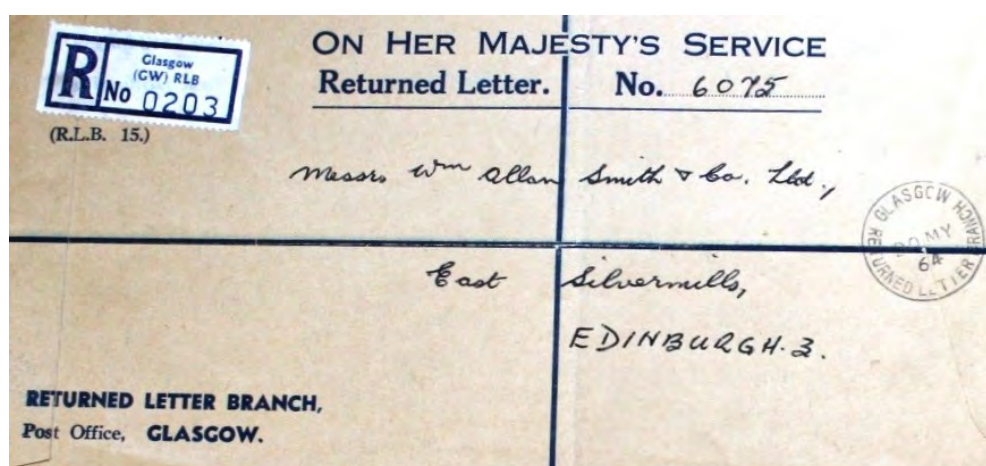 R Glasgow
(GW) RLB
No 0203
(R.L.B. 15.)
ON HER MAJESTY'S SERVICE
Returned Letter. No. 6075
Messrs Wm Allan Smith & Co. Ltd.,
East Silvermills,
EDINBURGH. 3.
GLASGOW RETURNED LETTER BRANCH
20 MY
64
RETURNED LETTER BRANCH,
Post Office, GLASGOW.